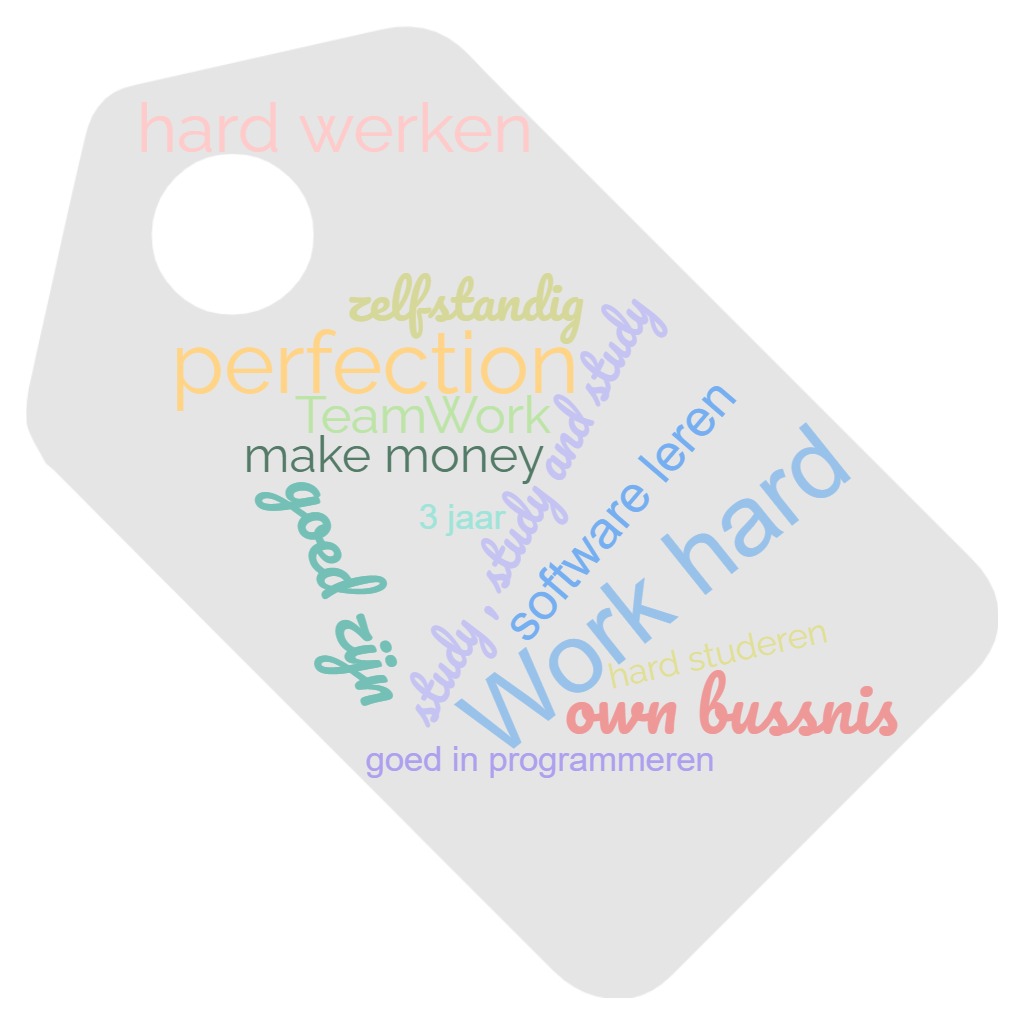 hard werken
zelfstandig
perfection
TeamWork
make money
study , study and study
goed zijn
3 jaar
software leren
Work hard
hard studeren
own bussnis
goed in programmeren